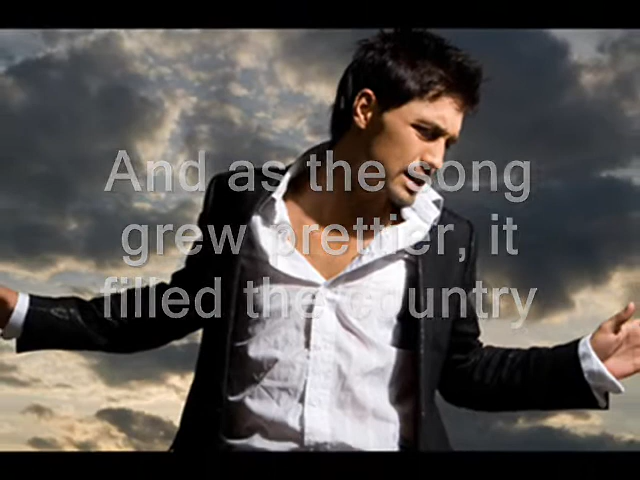 And as the song
grew prettier, it
filled the country